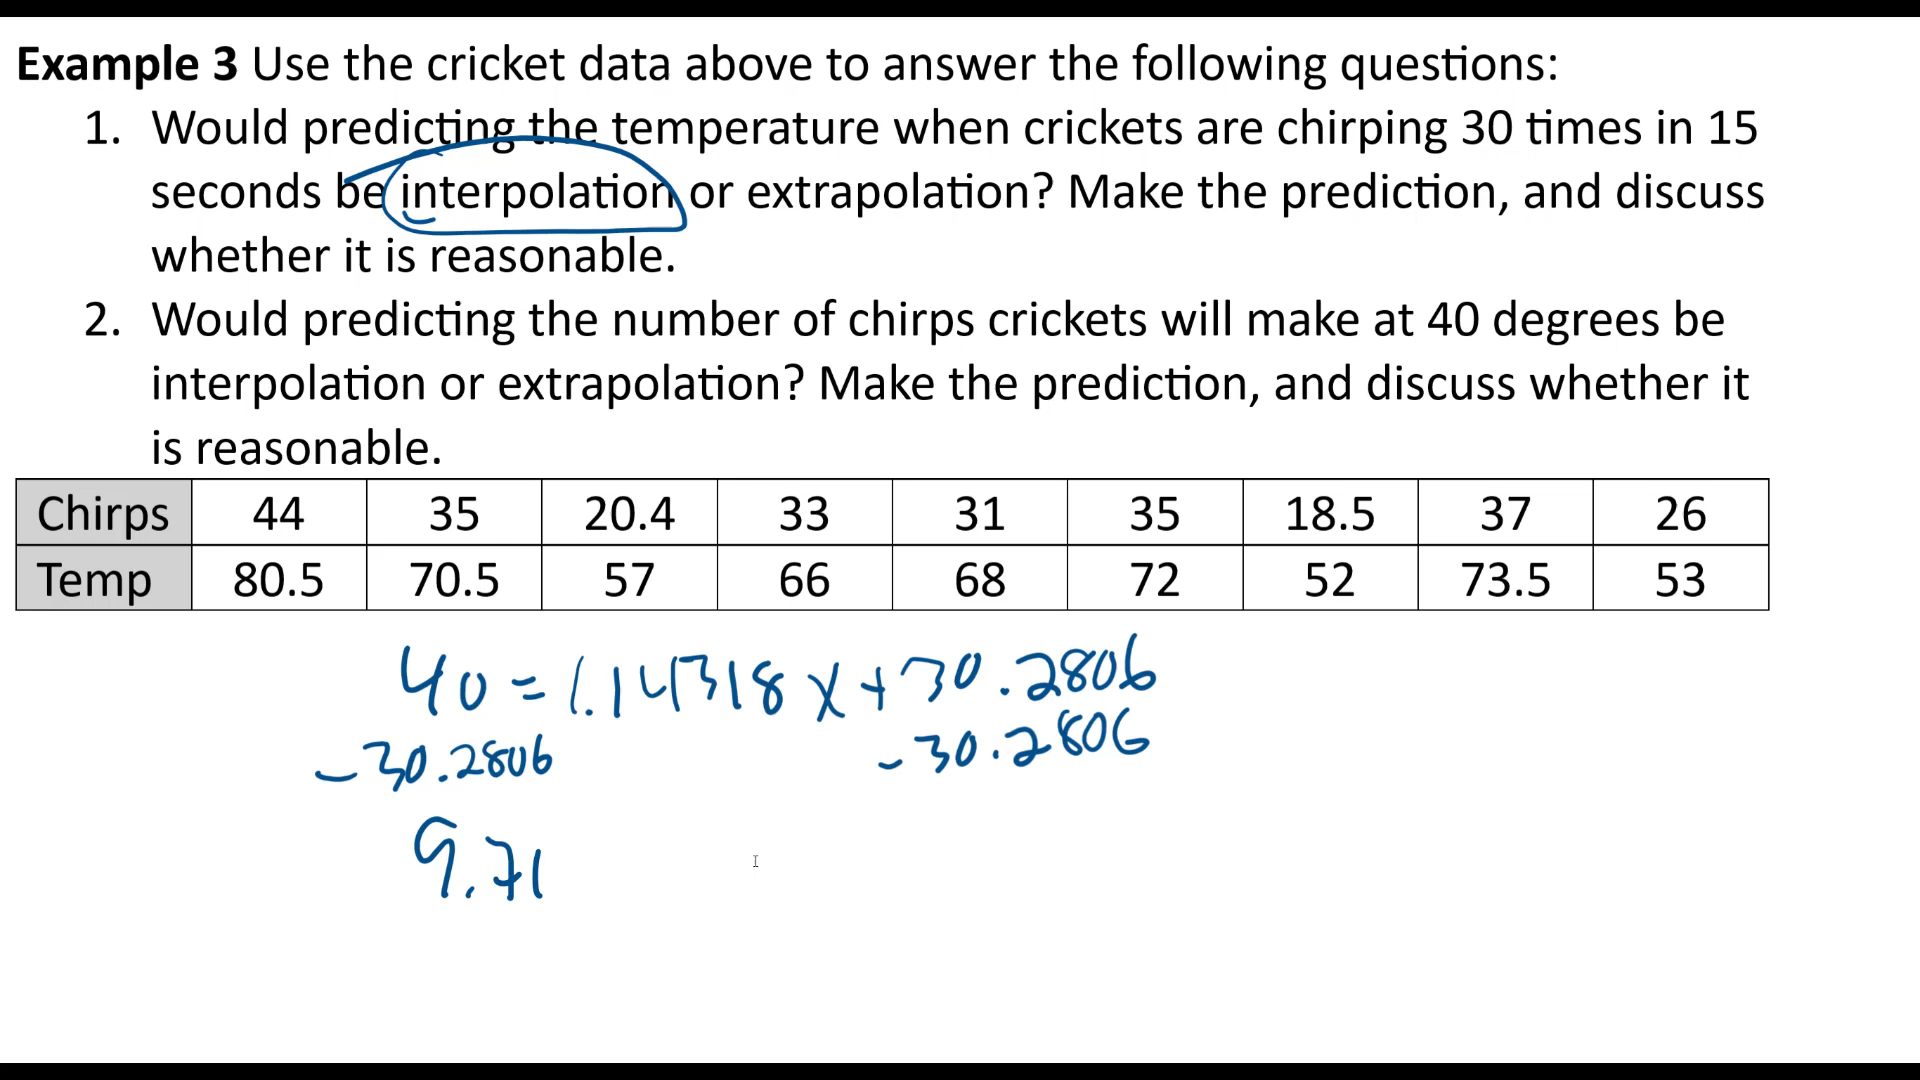 Example 3 Use the cricket data above to answer the following questions:
1. Would predicting the temperature when crickets are chirping 30 times in 15
seconds be interpolation or extrapolation? Make the prediction, and discuss
whether it is reasonable.
2. Would predicting the number of chirps crickets will make at 40 degrees be
interpolation or extrapolation? Make the prediction, and discuss whether it
is reasonable.
Chirps 44 35 20.4 33 31 35 18.5 37 26
Temp 80.5 70.5 57 66 68 72 52 73.5 53
40 = 1.14318 x + 30.2806
-30.2806 -30.2806
9.71